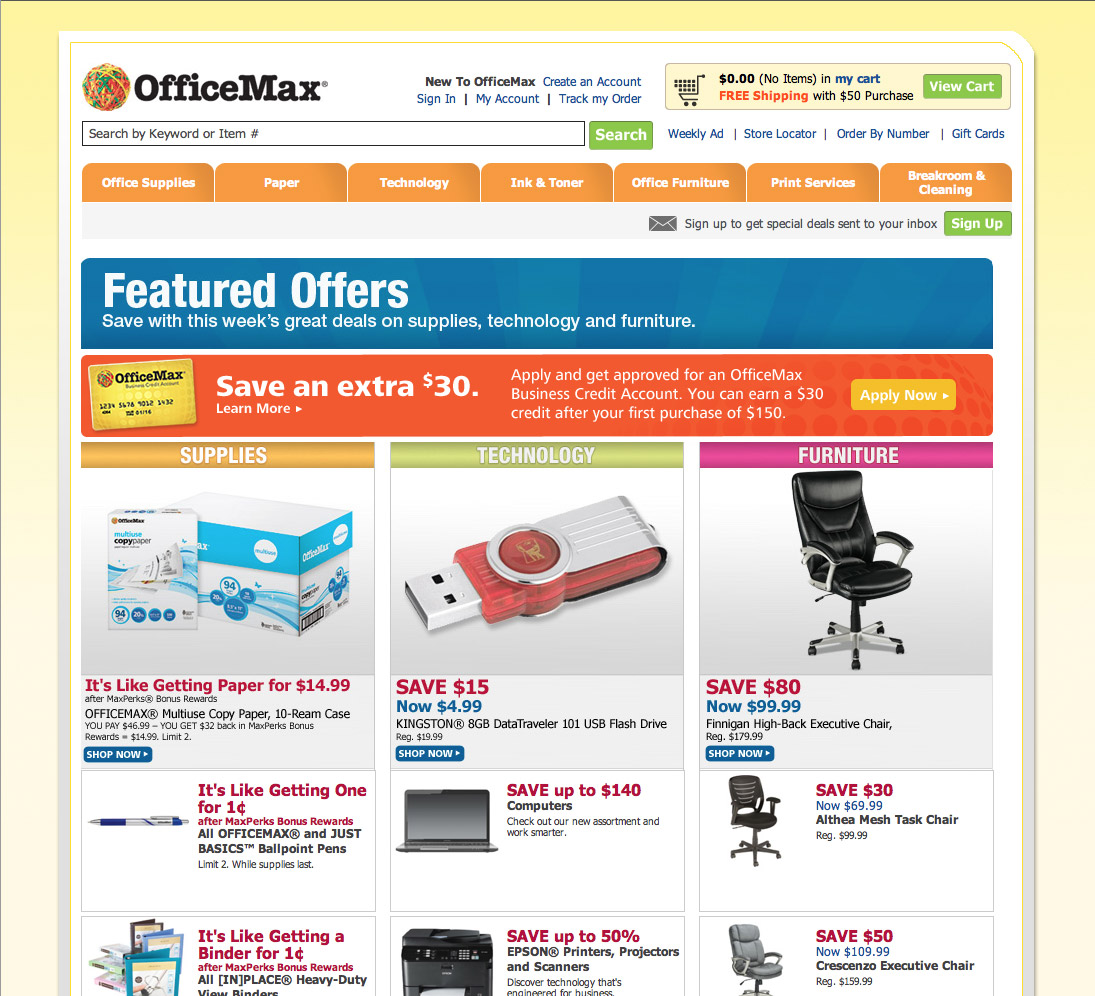 OfficeMax®
New To OfficeMax Create an Account
Sign In | My Account | Track my Order
$0.00 (No Items) in my cart
FREE Shipping with $50 Purchase
View Cart
Search by Keyword or Item #
Search
Weekly Ad | Store Locator | Order By Number | Gift Cards
Office Supplies
Paper
Technology
Ink & Toner
Office Furniture
Print Services
Breakroom &
Cleaning
Sign up to get special deals sent to your inbox
Sign Up
Featured Offers
Save with this week's great deals on supplies, technology and furniture.
OfficeMax
Business Credit Account
1234 5678 9012 3432
01/16
Save an extra $30.
Learn More ▸
Apply and get approved for an OfficeMax
Business Credit Account. You can earn a $30
credit after your first purchase of $150.
Apply Now ▸
SUPPLIES
OfficeMax
multiuse
copypaper
94
20
multiuse
OfficeMax
94
It's Like Getting Paper for $14.99
after MaxPerks® Bonus Rewards
OFFICEMAX® Multiuse Copy Paper, 10-Ream Case
YOU PAY $46.99 – YOU GET $32 back in MaxPerks Bonus
Rewards = $14.99. Limit 2.
SHOP NOW ▸
TECHNOLOGY
SAVE $15
Now $4.99
KINGSTON® 8GB DataTraveler 101 USB Flash Drive
Reg. $19.99
SHOP NOW ▸
FURNITURE
SAVE $80
Now $99.99
Finnigan High-Back Executive Chair,
Reg. $179.99
SHOP NOW ▸
It's Like Getting One
for 1¢
after MaxPerks Bonus Rewards
All OFFICEMAX® and JUST
BASICS™ Ballpoint Pens
Limit 2. While supplies last.
SAVE up to $140
Computers
Check out our new assortment and
work smarter.
SAVE $30
Now $69.99
Althea Mesh Task Chair
Reg. $99.99
It's Like Getting a
Binder for 1¢
after MaxPerks Bonus Rewards
All [IN]PLACE® Heavy-Duty
View Binders
SAVE up to 50%
EPSON® Printers, Projectors
and Scanners
Discover technology that's
engineered for business.
SAVE $50
Now $109.99
Crescenzo Executive Chair
Reg. $159.99